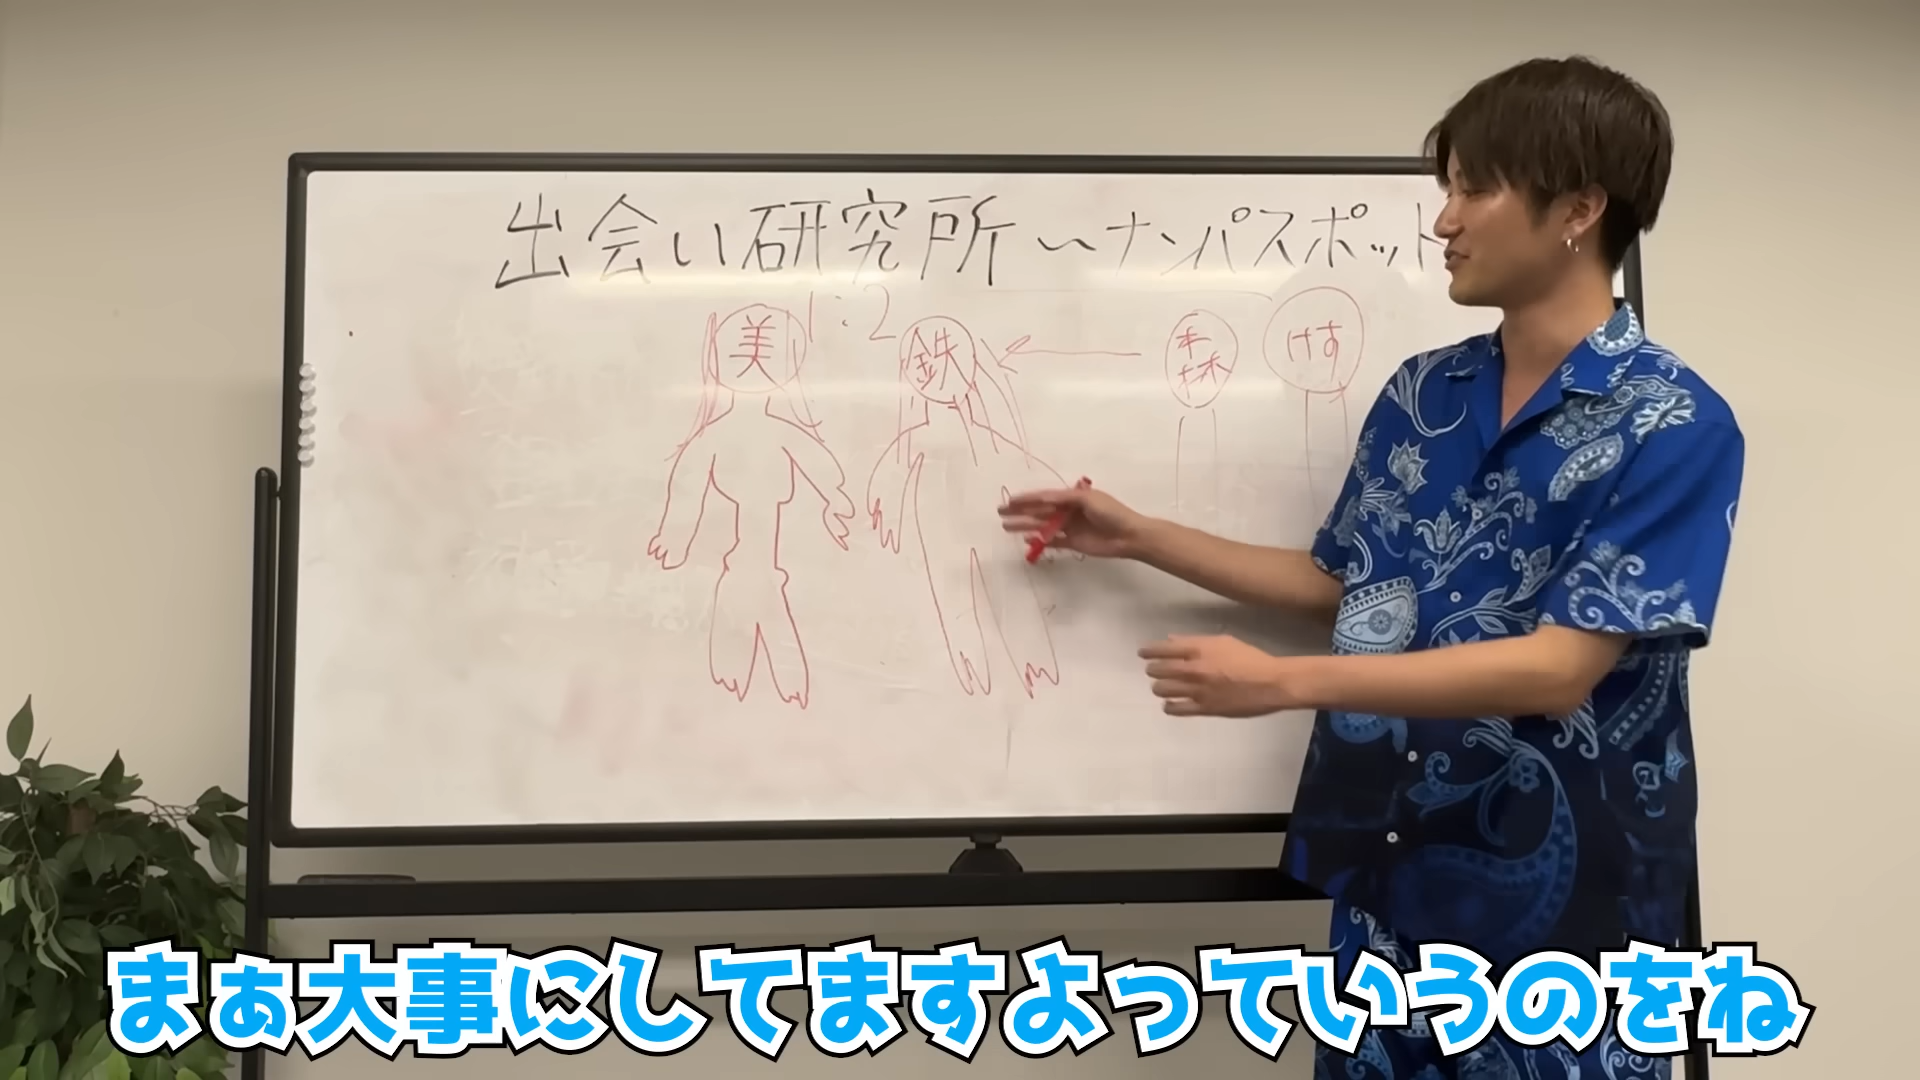 出会い研究所~ナンパスポット
美
1:2
鉄
森
けす
まぁ大事にしてますよっていうのをね